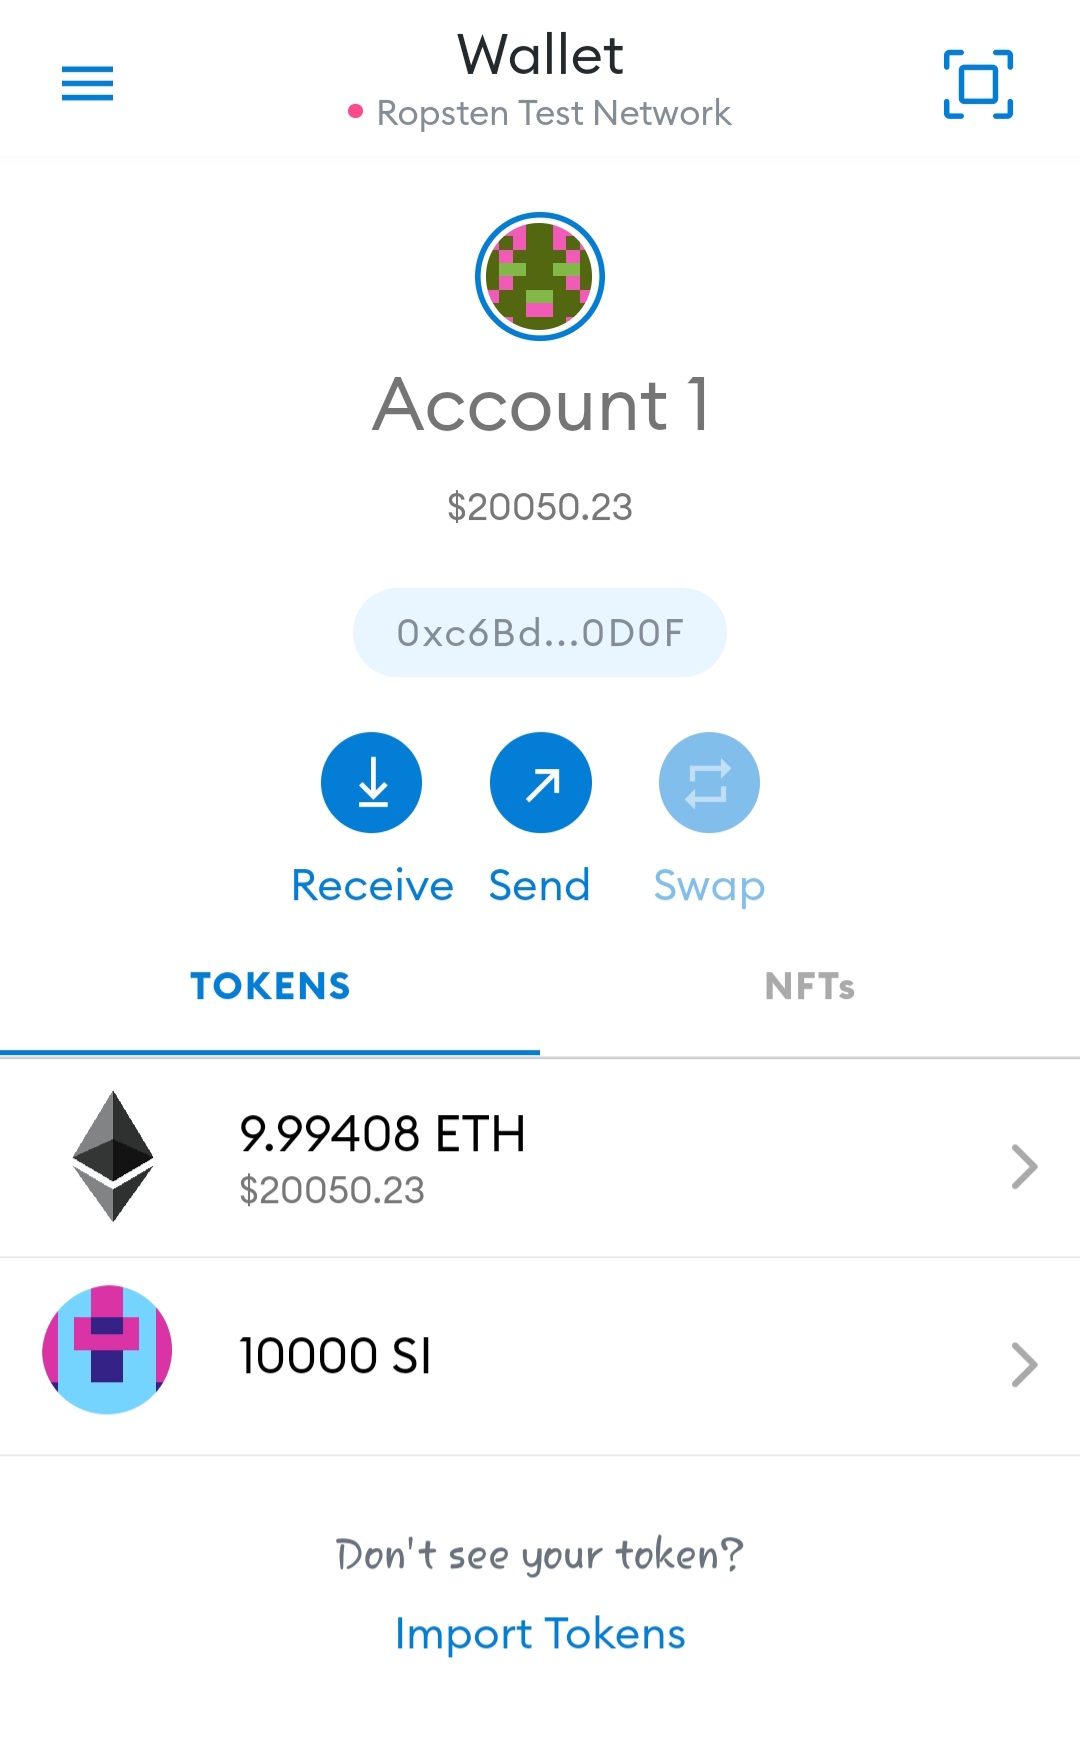 Wallet
Ropsten Test Network
Account 1
$20050.23
0xc6Bd...0D0F
Receive Send Swap
TOKENS NFTs
9.99408 ETH
$20050.23
10000 SI
Don't see your token?
Import Tokens